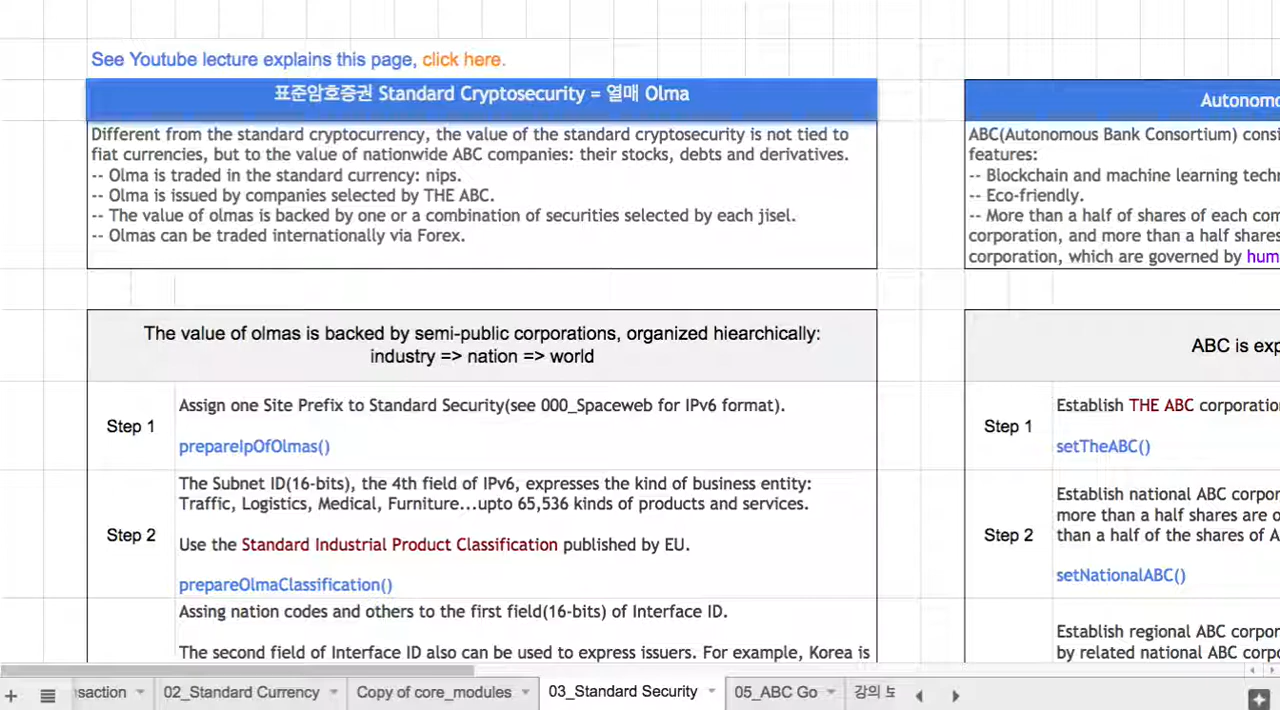 See Youtube lecture explains this page, click here.
표준암호증권 Standard Cryptosecurity = 열매 Olma
Different from the standard cryptocurrency, the value of the standard cryptosecurity is not tied to
fiat currencies, but to the value of nationwide ABC companies: their stocks, debts and derivatives.
-- Olma is traded in the standard currency: nips.
-- Olma is issued by companies selected by THE ABC.
-- The value of olmas is backed by one or a combination of securities selected by each jisel.
-- Olmas can be traded internationally via Forex.
The value of olmas is backed by semi-public corporations, organized hiearchically:
industry => nation => world
Step 1
Assign one Site Prefix to Standard Security(see 000_Spaceweb for IPv6 format).
prepareIpOfOlmas()
Step 2
The Subnet ID(16-bits), the 4th field of IPv6, expresses the kind of business entity:
Traffic, Logistics, Medical, Furniture...upto 65,536 kinds of products and services.
Use the Standard Industrial Product Classification published by EU.
prepareOlmaClassification()
Assing nation codes and others to the first field(16-bits) of Interface ID.
The second field of Interface ID also can be used to express issuers. For example, Korea is
Autonomo
ABC(Autonomous Bank Consortium) consi
features:
-- Blockchain and machine learning techn
-- Eco-friendly.
-- More than a half of shares of each com
corporation, and more than a half shares
corporation, which are governed by hum
ABC is exp
Step 1
Establish THE ABC corporatio
setTheABC()
Step 2
Establish national ABC corpor
more than a half shares are o
than a half of the shares of A
setNationalABC()
Establish regional ABC corpor
by related national ABC corpo
nsaction
02_Standard Currency
Copy of core_modules
03_Standard Security
05_ABC Go
강의 노